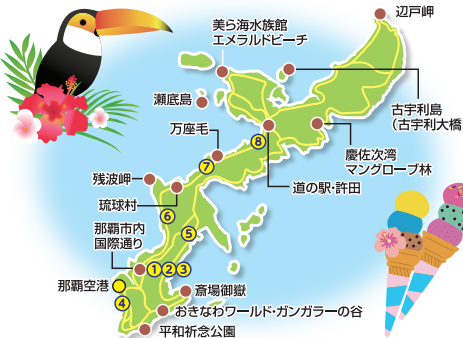 辺戸岬
美ら海水族館
エメラルドビーチ
瀬底島
古宇利島
(古宇利大橋)
万座毛
⑧
⑦
慶佐次湾
マングローブ林
道の駅・許田
残波岬
琉球村
⑥
⑤
那覇市内
国際通り
①②③
那覇空港
④
斎場御嶽
おきなわワールド・ガンガラーの谷
平和祈念公園